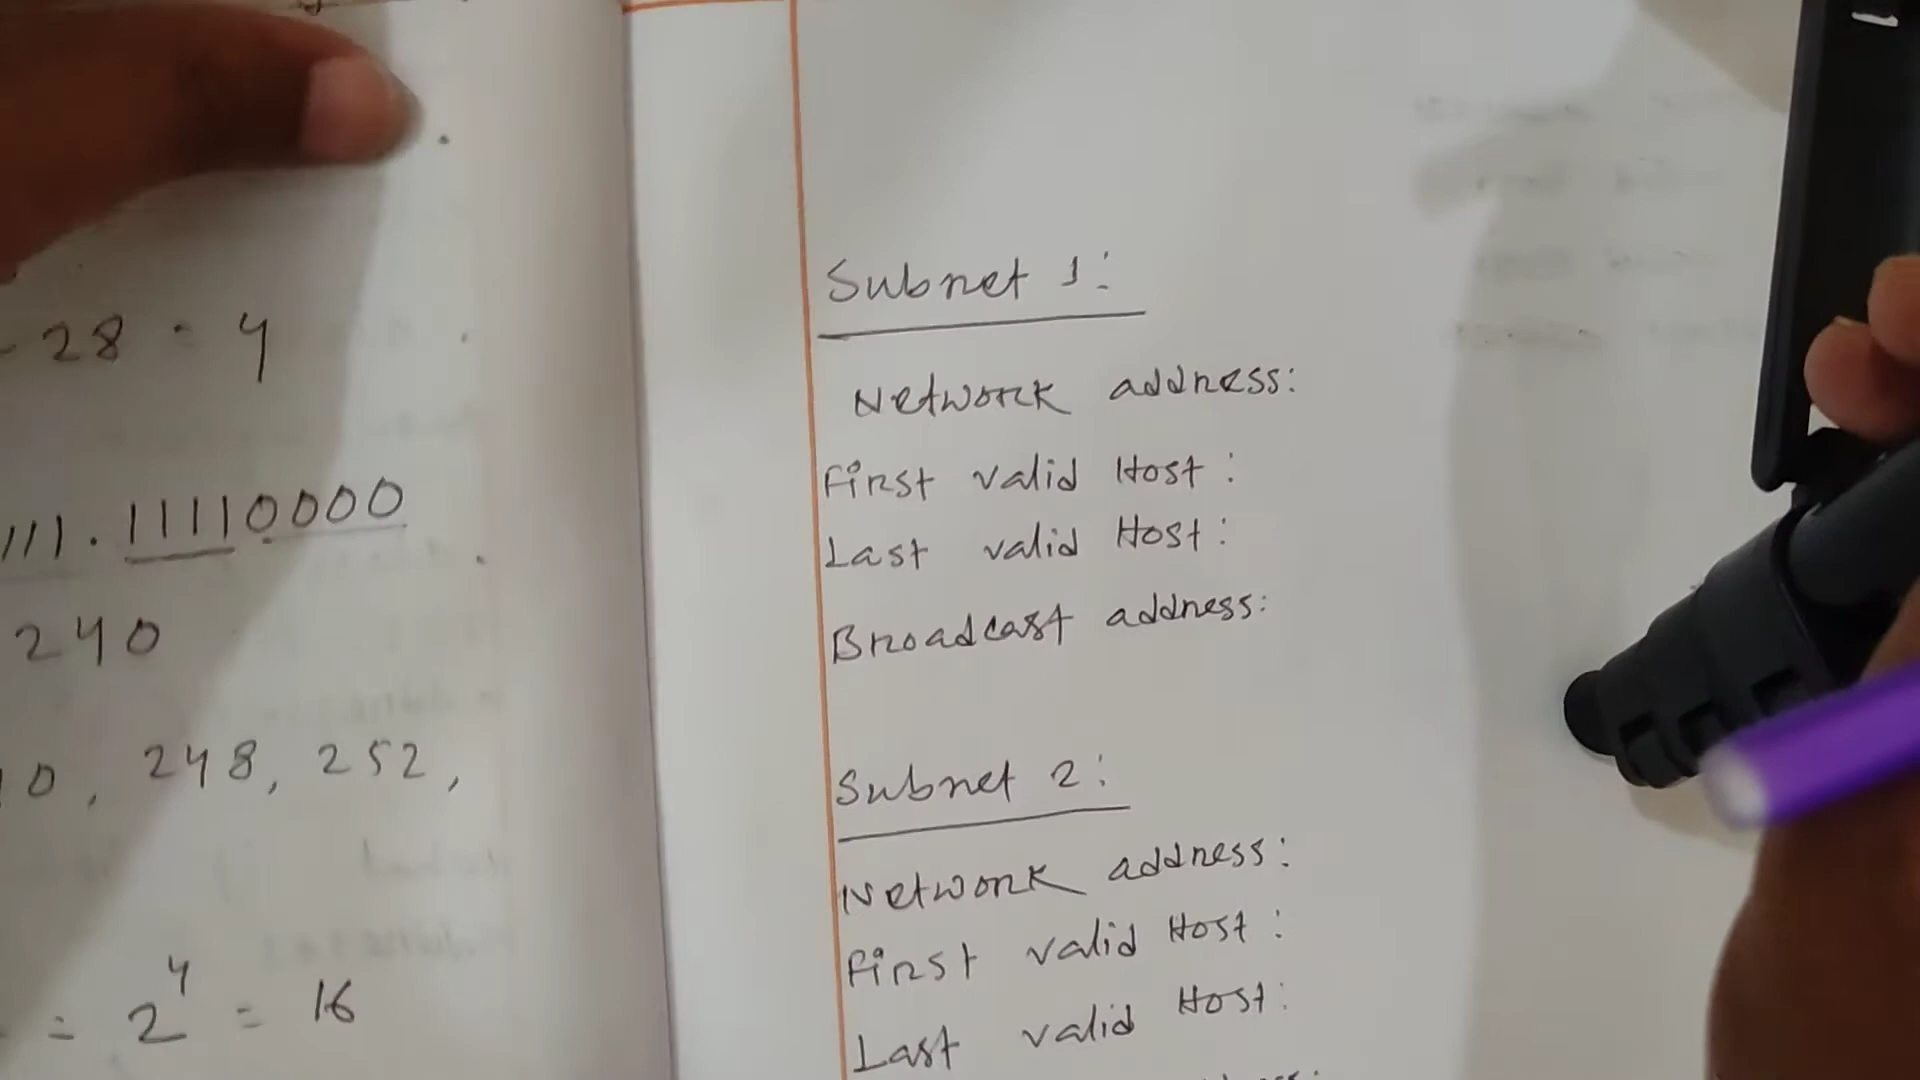 - 28 = 4
111.11110000
240
0, 248, 252,
= 2^4 = 16
Subnet 1:
Network address:
First valid Host:
Last valid Host:
Broadcast address:
Subnet 2:
Network address:
First valid Host:
Last valid Host: